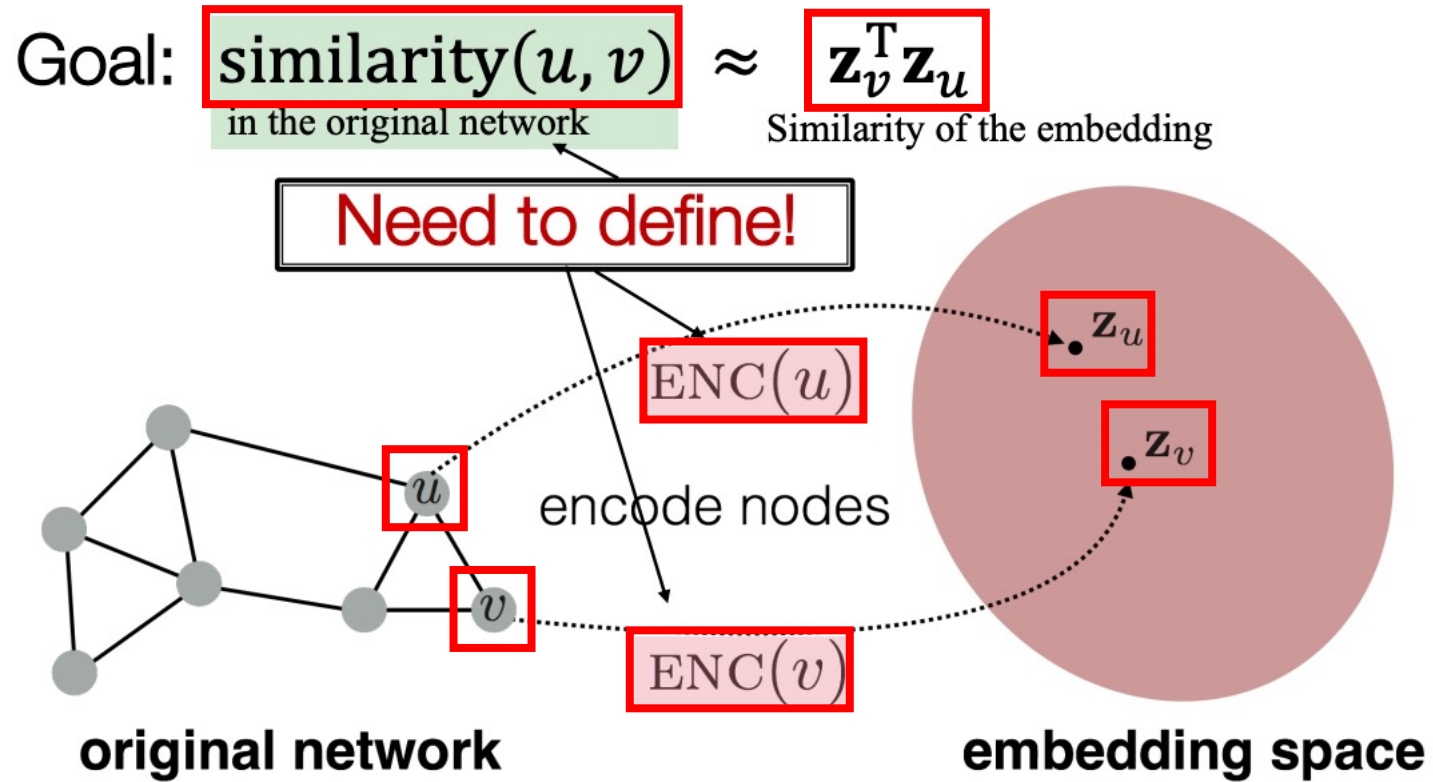 Goal: similarity(u, v) ≈ z_v^T z_u
in the original network
Similarity of the embedding
Need to define!
z_u
ENC(u)
z_v
u
encode nodes
v
ENC(v)
original network
embedding space